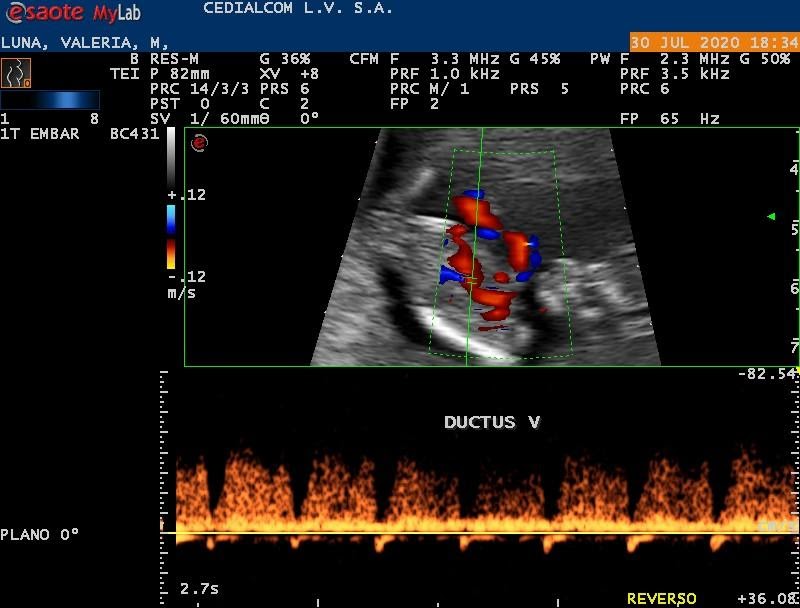 esaote MyLab
CEDIALCOM L.V. S.A.
LUNA, VALERIA, M,
30 JUL 2020 18:34
B RES-M G 36% CFM F 3.3 MHz G 45% PW F 2.3 MHz G 50%
TEI P 82mm XV +8 PRF 1.0 kHz PRF 3.5 kHz
PRC 14/3/3 PRS 6 PRC M/ 1 PRS 5 PRC 6
PST 0 C 2 FP 2
1 8 SV 1/ 60mmθ 0° FP 65 Hz
1T EMBAR BC431
e
4
+.12
5
-.12
m/s
6
7
-82.54
DUCTUS V
cm/s
PLANO 0°
2.7s
REVERSO +36.08